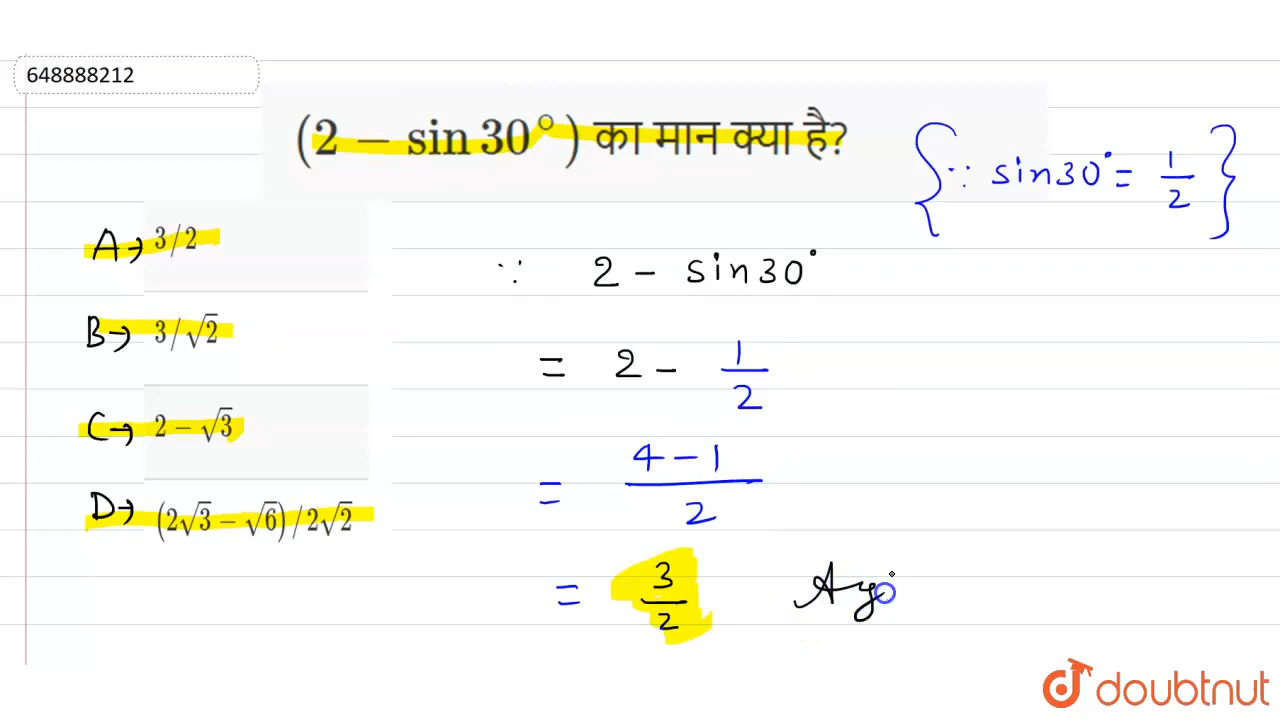 648888212
(2 − sin 30°) का मान क्या है?
{∵ sin30° = 1/2}
A→ 3/2
B→ 3/√2
C→ 2 − √3
D→ (2√3 − √6)/2√2
∵ 2 − sin30°
= 2 − 1/2
= 4−1/2
= 3/2
doubtnut